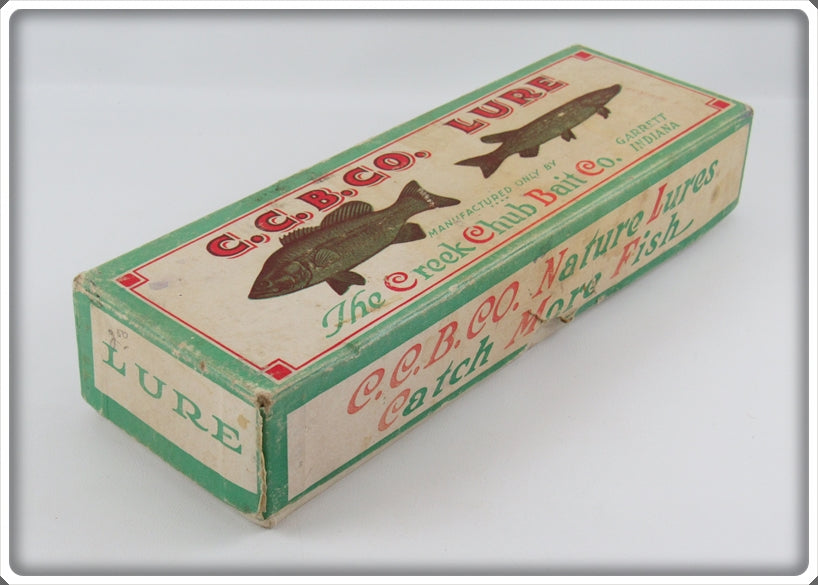 C.C.B.CO. LURE
MANUFACTURED ONLY BY
The Creek Chub Bait Co.
GARRETT
INDIANA
C.C.B.CO. Nature Lures
Catch More Fish
LURE